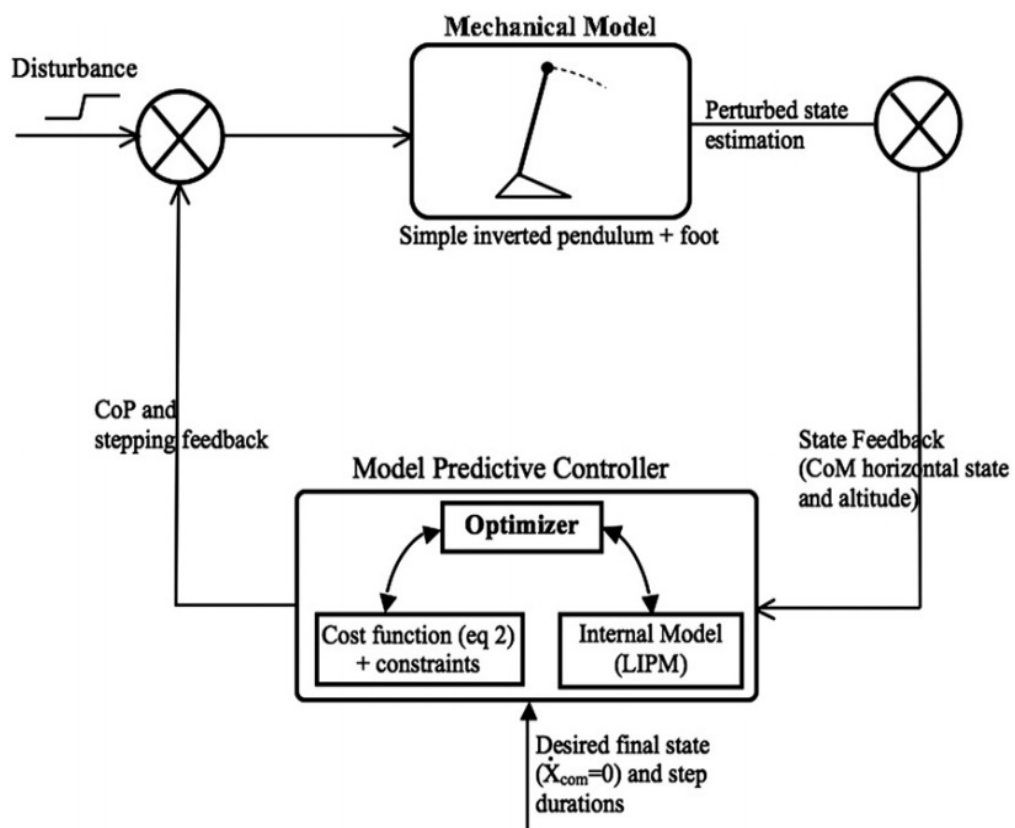 Mechanical Model
Disturbance
Perturbed state
estimation
Simple inverted pendulum + foot
CoP and
stepping feedback
State Feedback
(CoM horizontal state
and altitude)
Model Predictive Controller
Optimizer
Cost function (eq 2)
+ constraints
Internal Model
(LIPM)
Desired final state
(Ẋcom=0) and step
durations